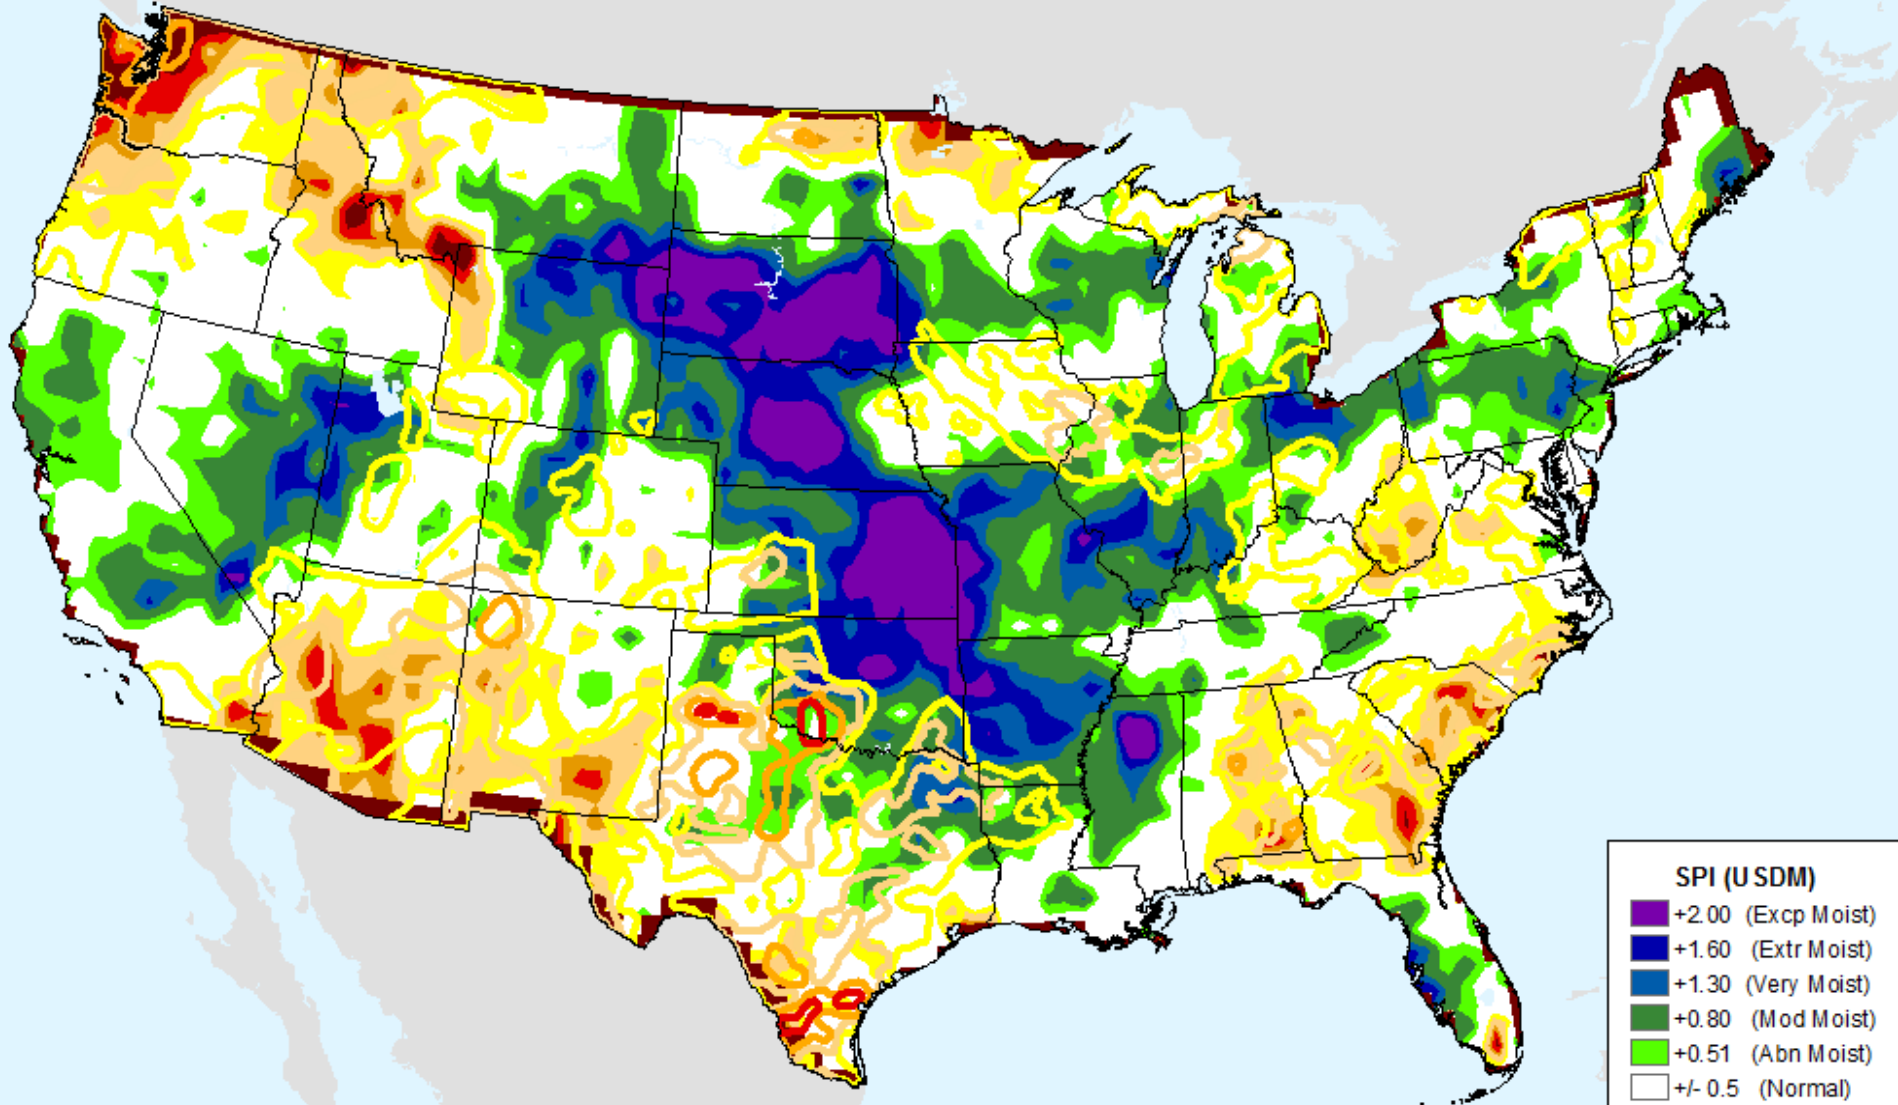 SPI (USDM)
+2.00 (Excp Moist)
+1.60 (Extr Moist)
+1.30 (Very Moist)
+0.80 (Mod Moist)
+0.51 (Abn Moist)
+/- 0.5 (Normal)